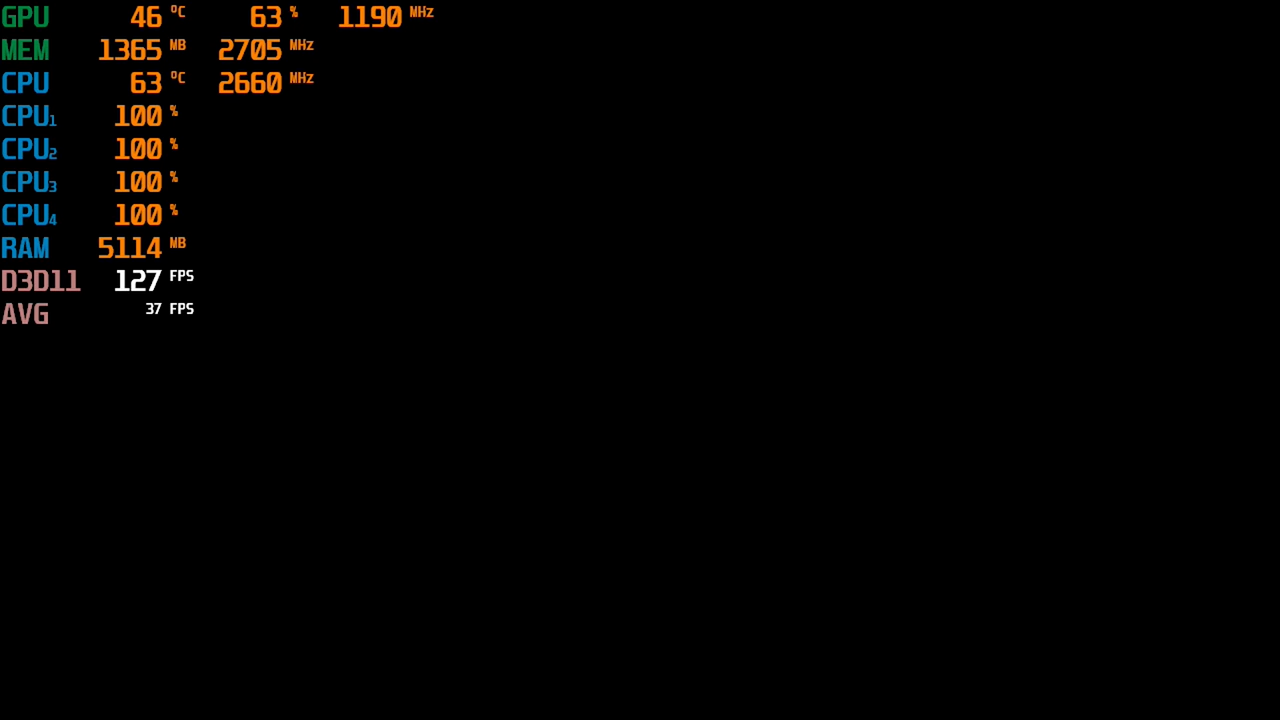 GPU 46 °C 63 % 1190 MHz
MEM 1365 MB 2705 MHz
CPU 63 °C 2660 MHz
CPU1 100 %
CPU2 100 %
CPU3 100 %
CPU4 100 %
RAM 5114 MB
D3D11 127 FPS
AVG 37 FPS